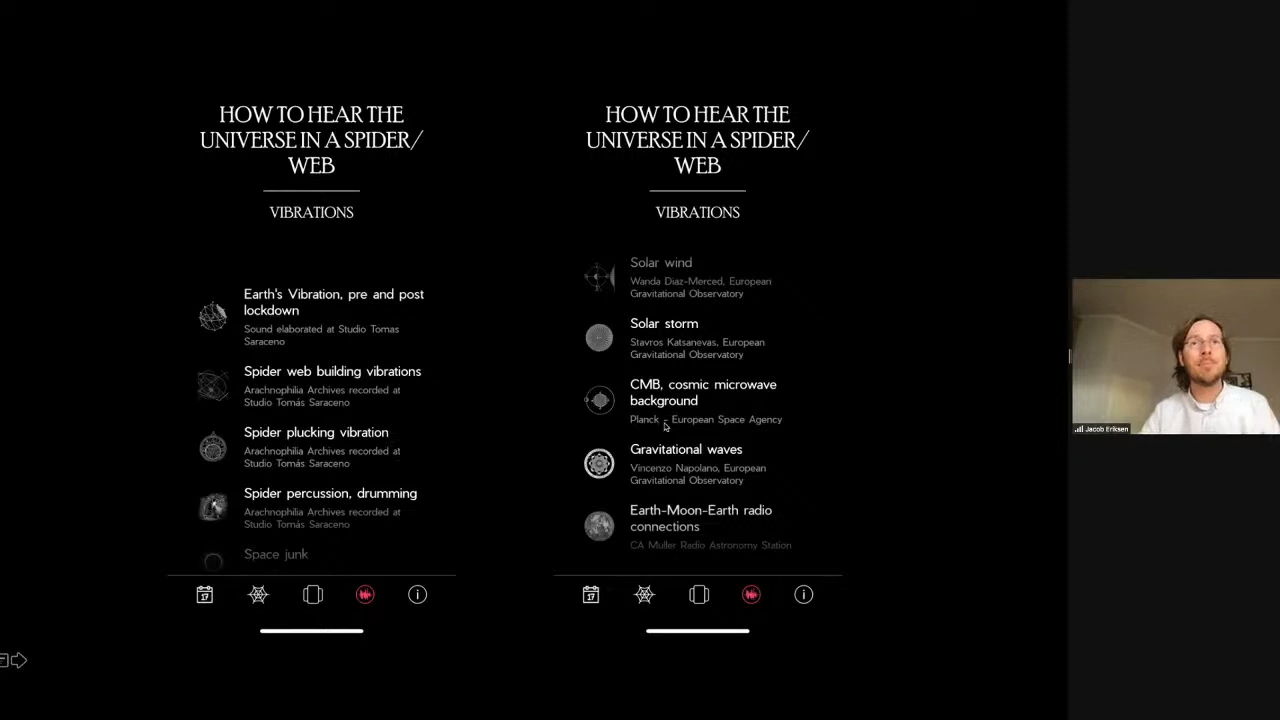 HOW TO HEAR THE
UNIVERSE IN A SPIDER/
WEB
VIBRATIONS
Earth's Vibration, pre and post
lockdown
Sound elaborated at Studio Tomas
Saraceno
Spider web building vibrations
Arachnophilia Archives recorded at
Studio Tomás Saraceno
Spider plucking vibration
Arachnophilia Archives recorded at
Studio Tomás Saraceno
Spider percussion, drumming
Arachnophilia Archives recorded at
Studio Tomás Saraceno
Space junk
17
HOW TO HEAR THE
UNIVERSE IN A SPIDER/
WEB
VIBRATIONS
Solar wind
Wanda Diaz-Merced, European
Gravitational Observatory
Solar storm
Stavros Katsanevas, European
Gravitational Observatory
CMB, cosmic microwave
background
Planck - European Space Agency
Gravitational waves
Vincenzo Napolano, European
Gravitational Observatory
Earth-Moon-Earth radio
connections
CA Muller Radio Astronomy Station
17
Jacob Eriksen